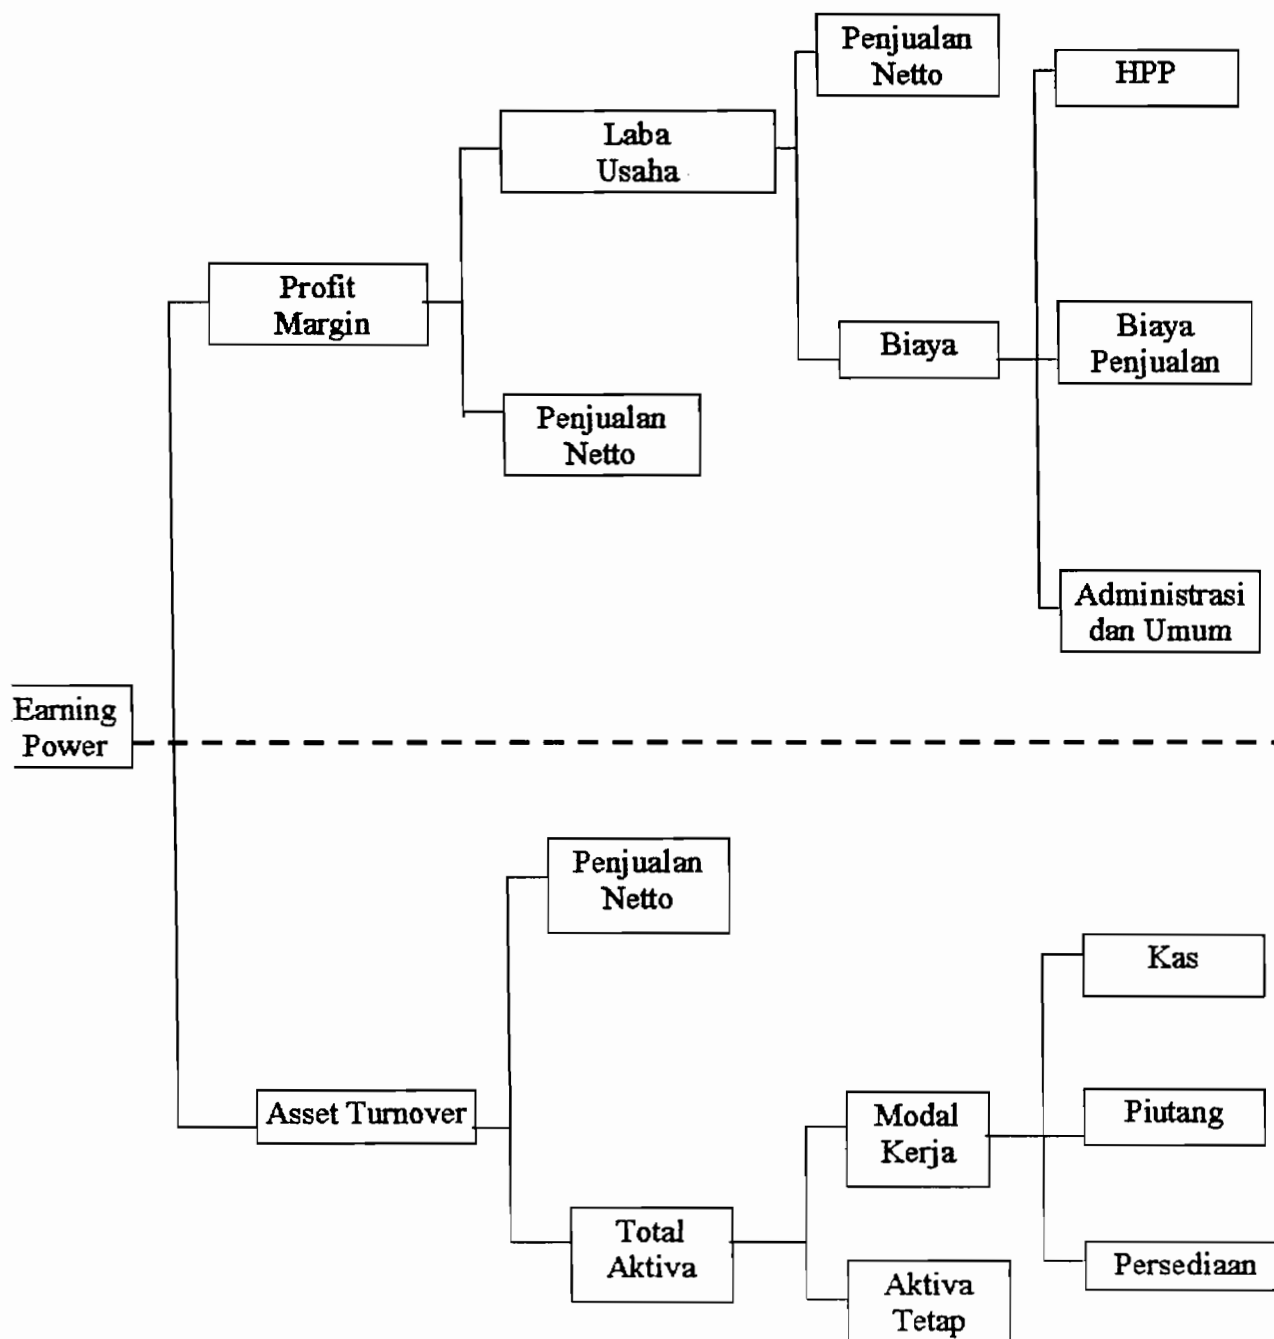 Penjualan
Netto
HPP
Laba
Usaha
Profit
Margin
Biaya
Biaya
Penjualan
Penjualan
Netto
Administrasi
dan Umum
Earning
Power
Penjualan
Netto
Kas
Asset Turnover
Modal
Kerja
Piutang
Total
Aktiva
Persediaan
Aktiva
Tetap